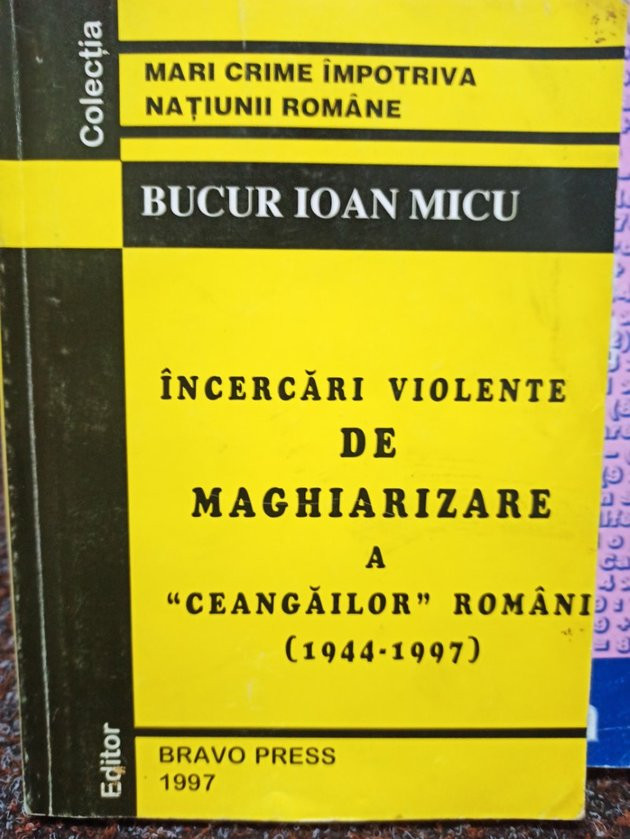 Colecția
MARI CRIME ÎMPOTRIVA
NAȚIUNII ROMÂNE
BUCUR IOAN MICU
ÎNCERCĂRI VIOLENTE
DE
MAGHIARIZARE
A
“CEANGĂILOR” ROMÂNI
(1944-1997)
Editor
BRAVO PRESS
1997